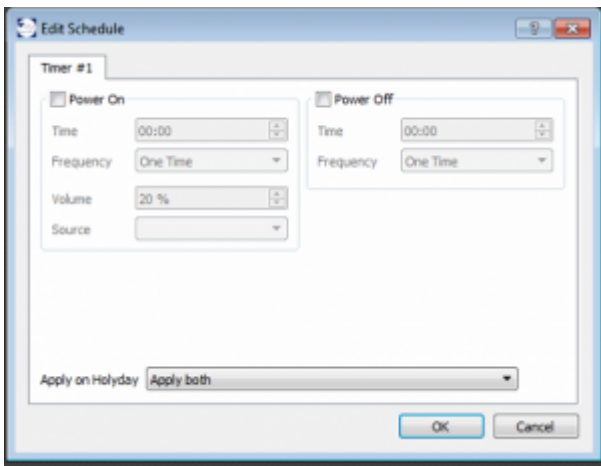 Edit Schedule
Timer #1
Power On
Time 00:00
Frequency One Time
Volume 20 %
Source
Power Off
Time 00:00
Frequency One Time
Apply on Holyday Apply both
OK Cancel